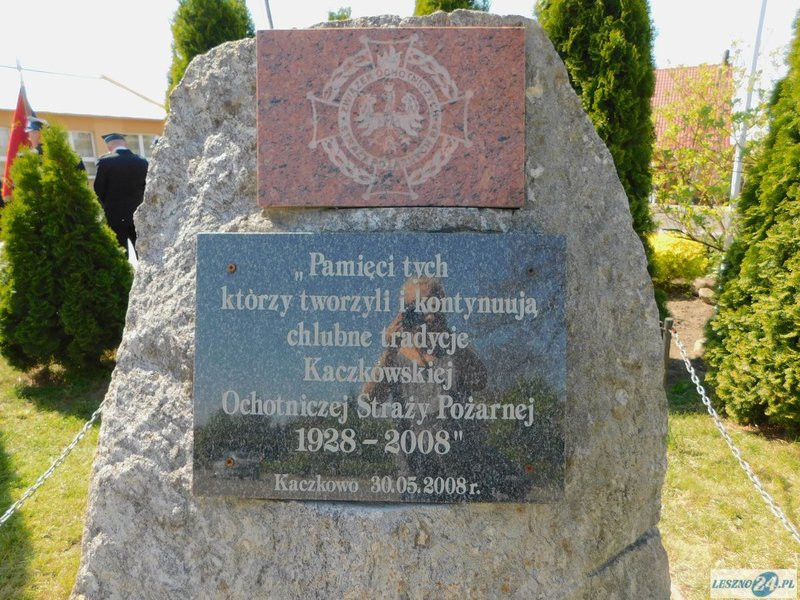 „Pamięci tych
którzy tworzyli i kontynuują
chlubne tradycje
Kaczkowskiej
Ochotniczej Straży Pożarnej
1928 – 2008"
Kaczkowo 30.05.2008 r.
LESZNO24.PL